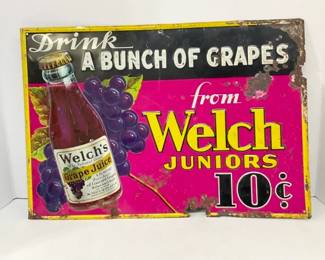 Drink
A BUNCH OF GRAPES
from
Welch
JUNIORS
10¢
Welch's
Grape Juice